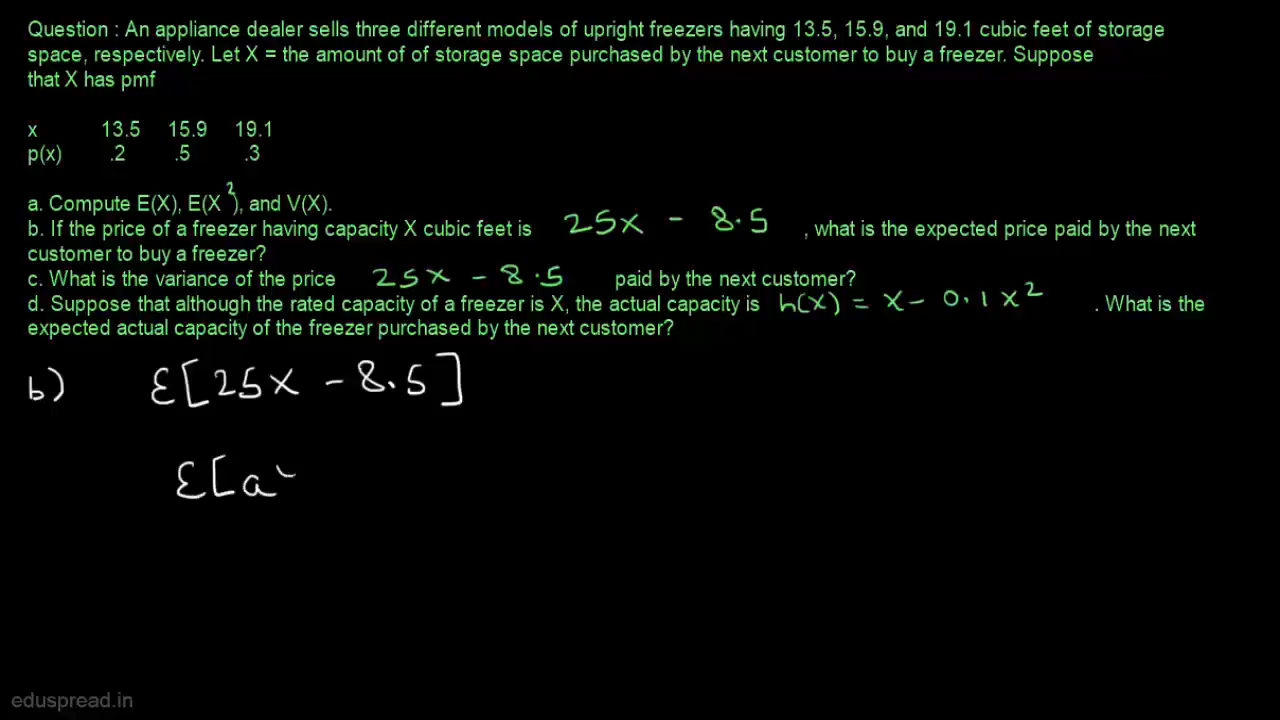 Question : An appliance dealer sells three different models of upright freezers having 13.5, 15.9, and 19.1 cubic feet of storage
space, respectively. Let X = the amount of of storage space purchased by the next customer to buy a freezer. Suppose
that X has pmf
x 13.5 15.9 19.1
p(x) .2 .5 .3
a. Compute E(X), E(X²), and V(X).
b. If the price of a freezer having capacity X cubic feet is 25x - 8.5 , what is the expected price paid by the next
customer to buy a freezer?
c. What is the variance of the price 25x - 8.5 paid by the next customer?
d. Suppose that although the rated capacity of a freezer is X, the actual capacity is h(x) = x - 0.1x² . What is the
expected actual capacity of the freezer purchased by the next customer?
b) E[25x - 8.5]
E[a
eduspread.in